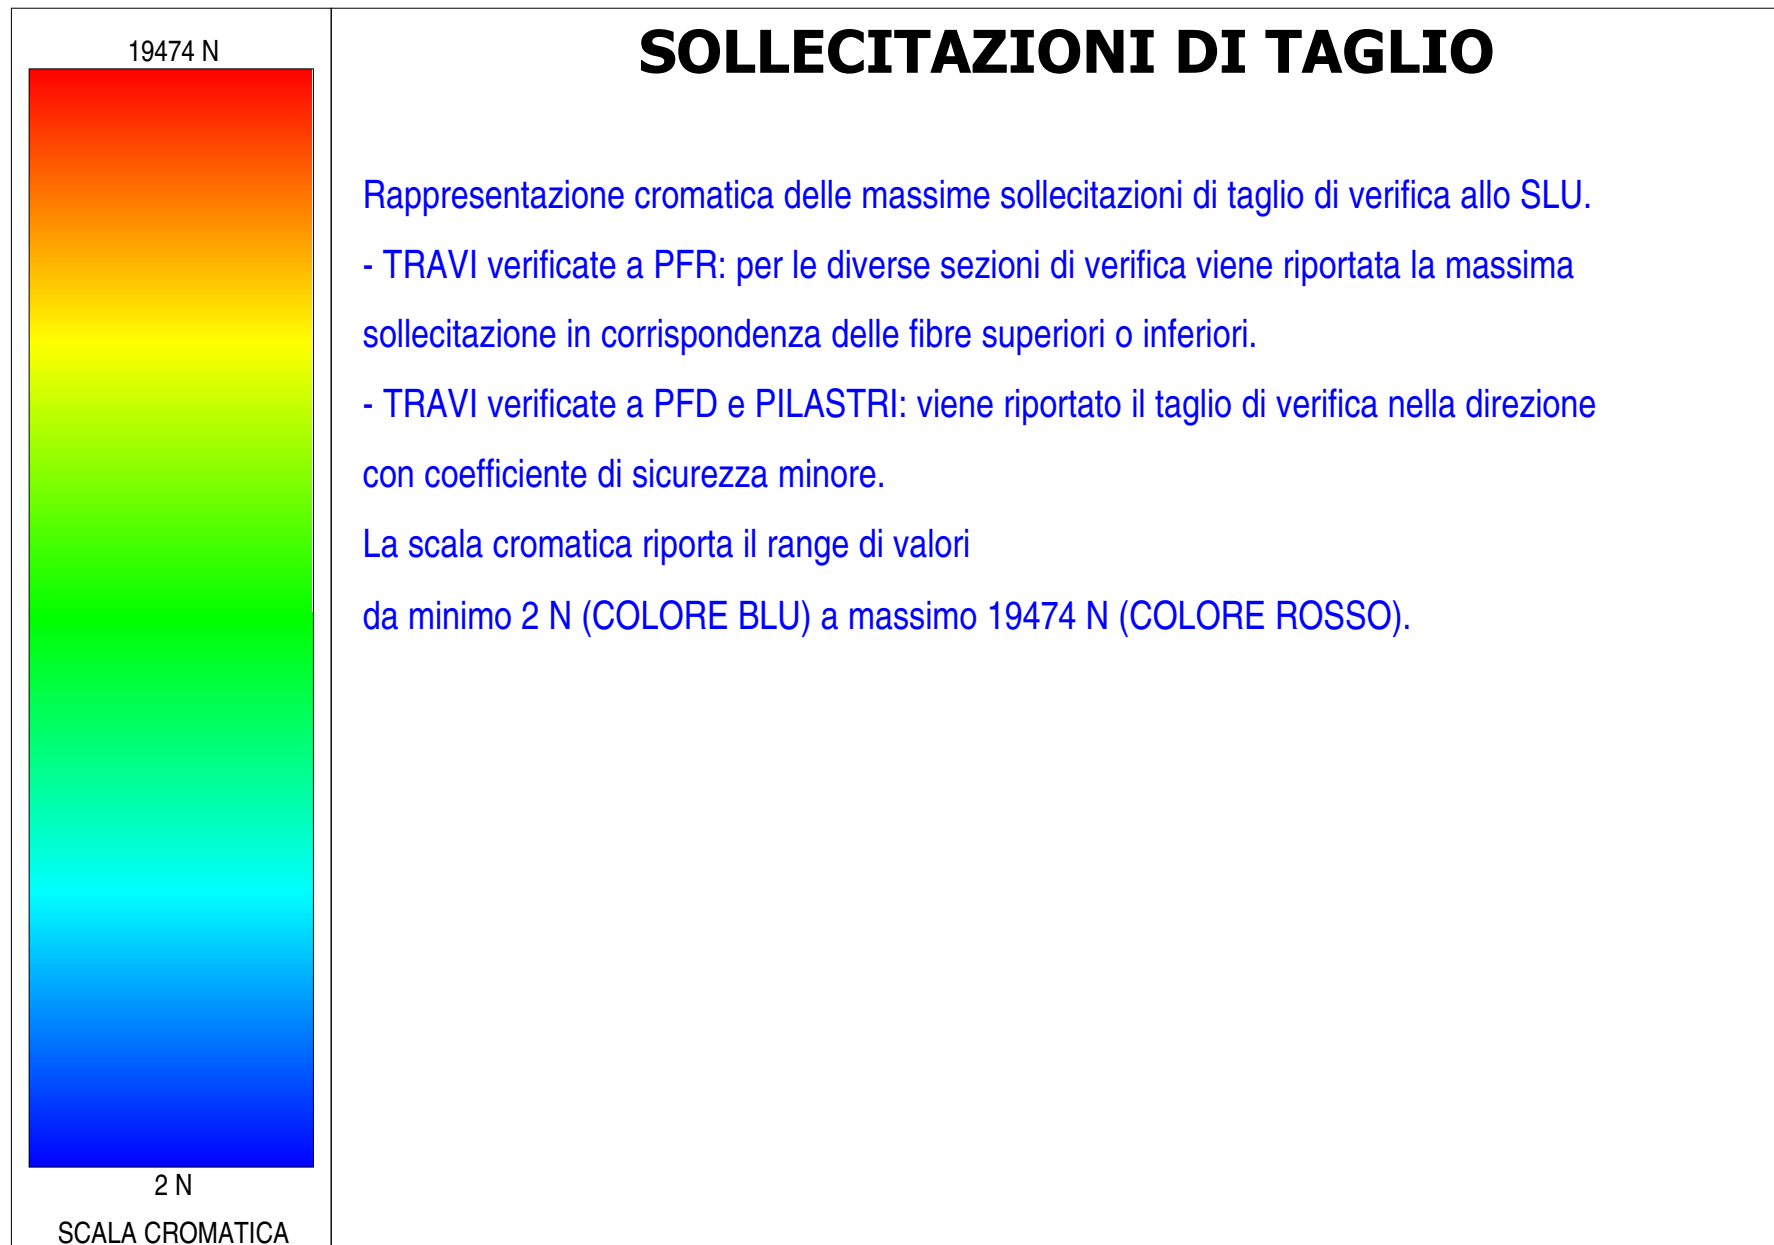 19474 N
SOLLECITAZIONI DI TAGLIO
Rappresentazione cromatica delle massime sollecitazioni di taglio di verifica allo SLU.
- TRAVI verificate a PFR: per le diverse sezioni di verifica viene riportata la massima
sollecitazione in corrispondenza delle fibre superiori o inferiori.
- TRAVI verificate a PFD e PILASTRI: viene riportato il taglio di verifica nella direzione
con coefficiente di sicurezza minore.
La scala cromatica riporta il range di valori
da minimo 2 N (COLORE BLU) a massimo 19474 N (COLORE ROSSO).
2 N
SCALA CROMATICA